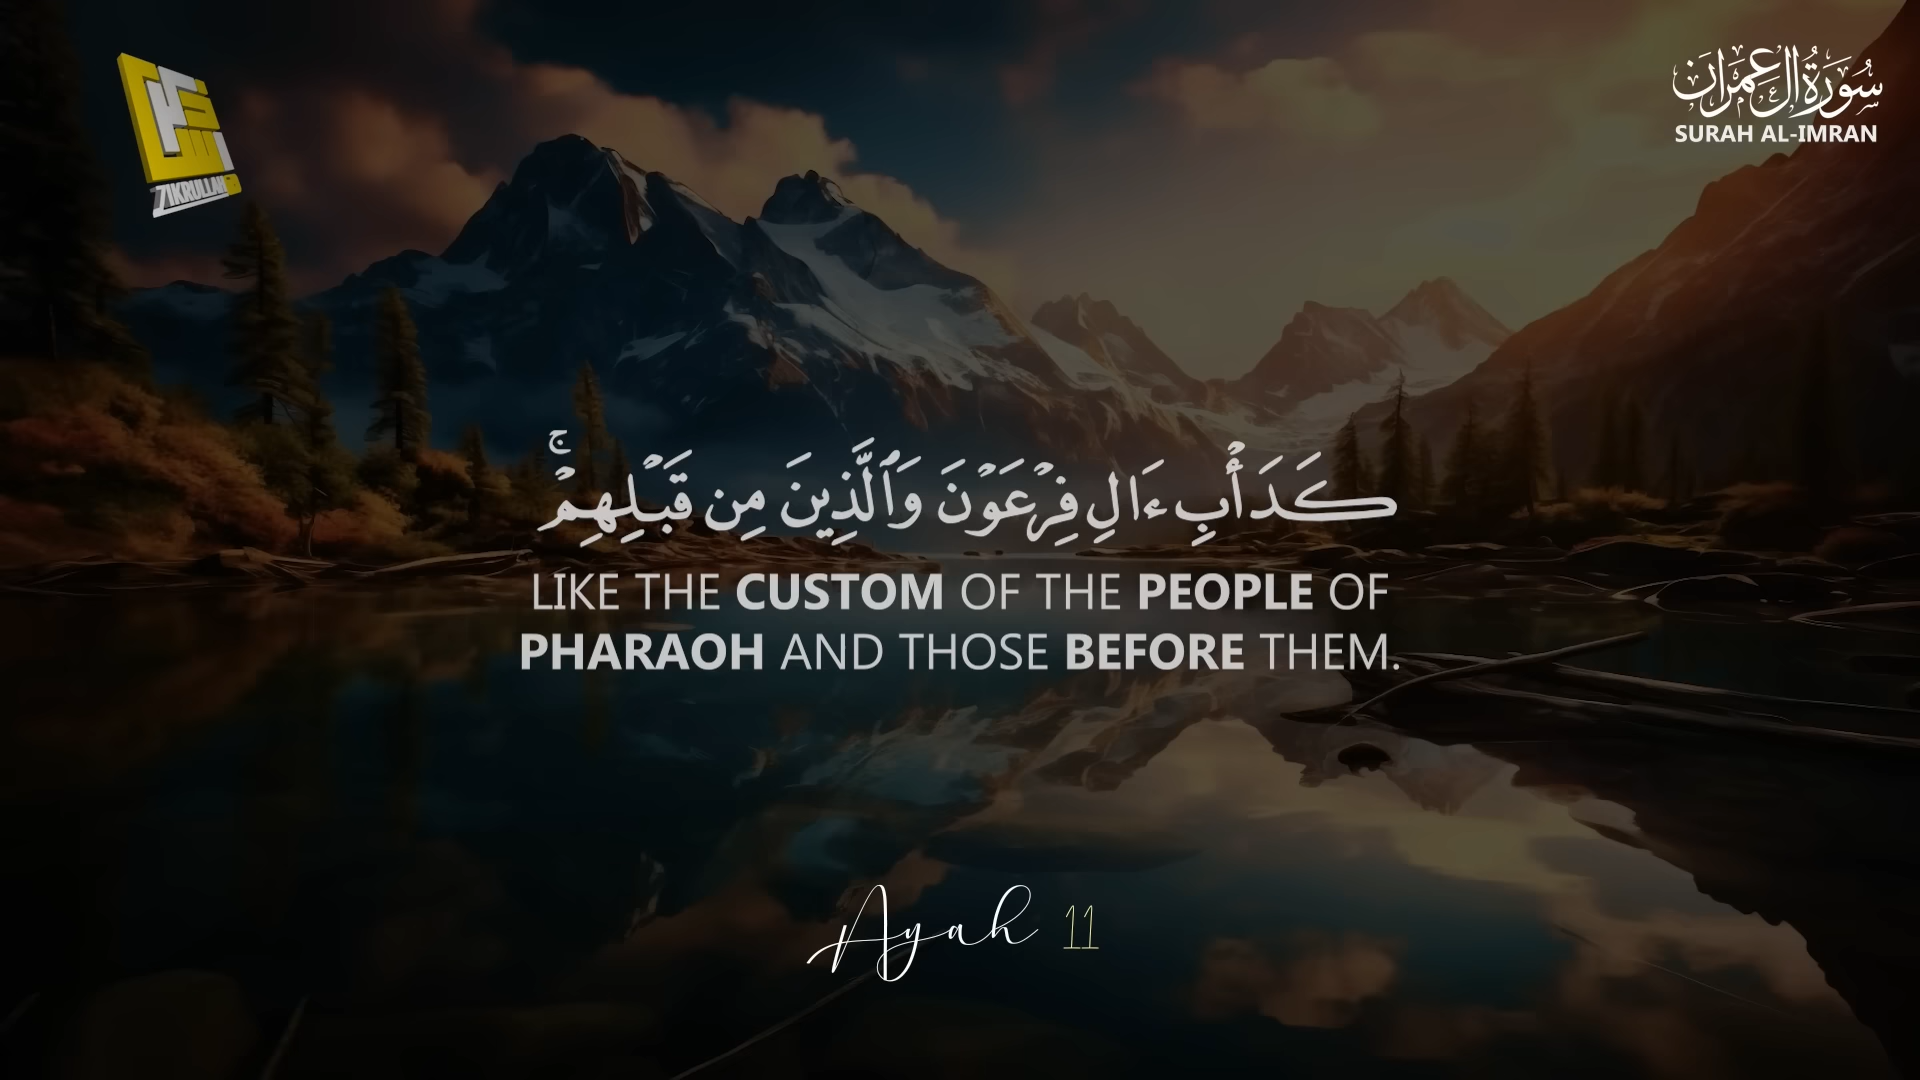 ZIKRULLAH
سُورَةُ آلِ عِمْرَان
SURAH AL-IMRAN
كَدَأْبِ ءَالِ فِرْعَوْنَ وَٱلَّذِينَ مِن قَبْلِهِمْ ۚ
LIKE THE CUSTOM OF THE PEOPLE OF
PHARAOH AND THOSE BEFORE THEM.
Ayah 11